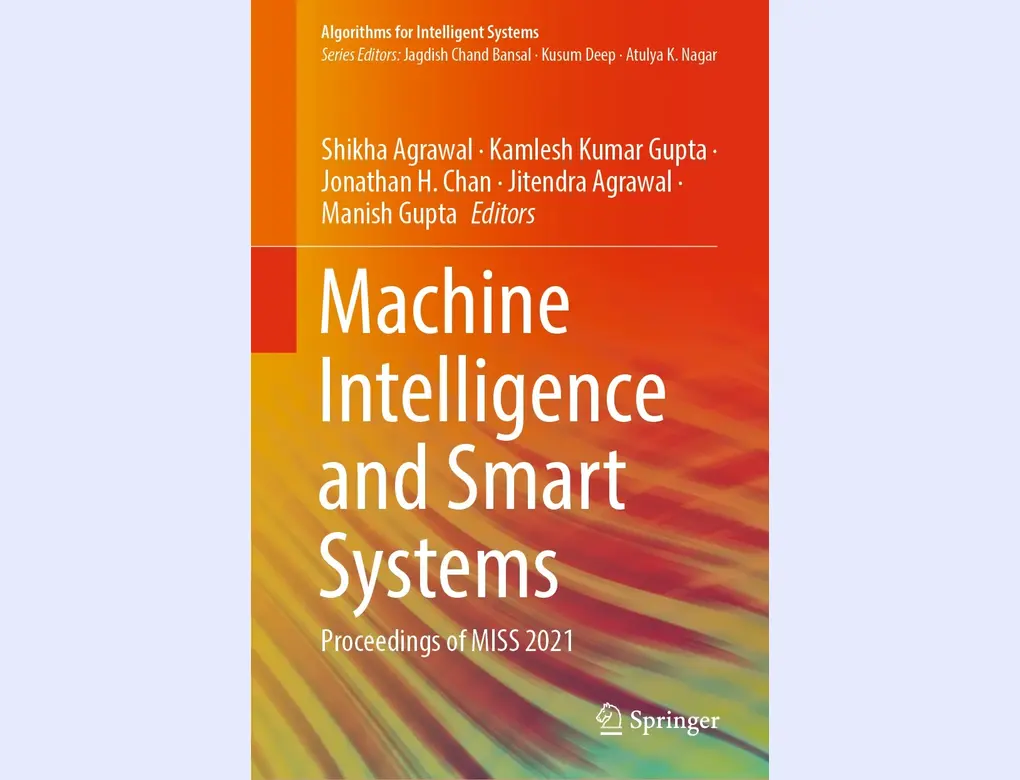 Algorithms for Intelligent Systems
Series Editors: Jagdish Chand Bansal · Kusum Deep · Atulya K. Nagar
Shikha Agrawal · Kamlesh Kumar Gupta ·
Jonathan H. Chan · Jitendra Agrawal ·
Manish Gupta Editors
Machine
Intelligence
and Smart
Systems
Proceedings of MISS 2021
Springer